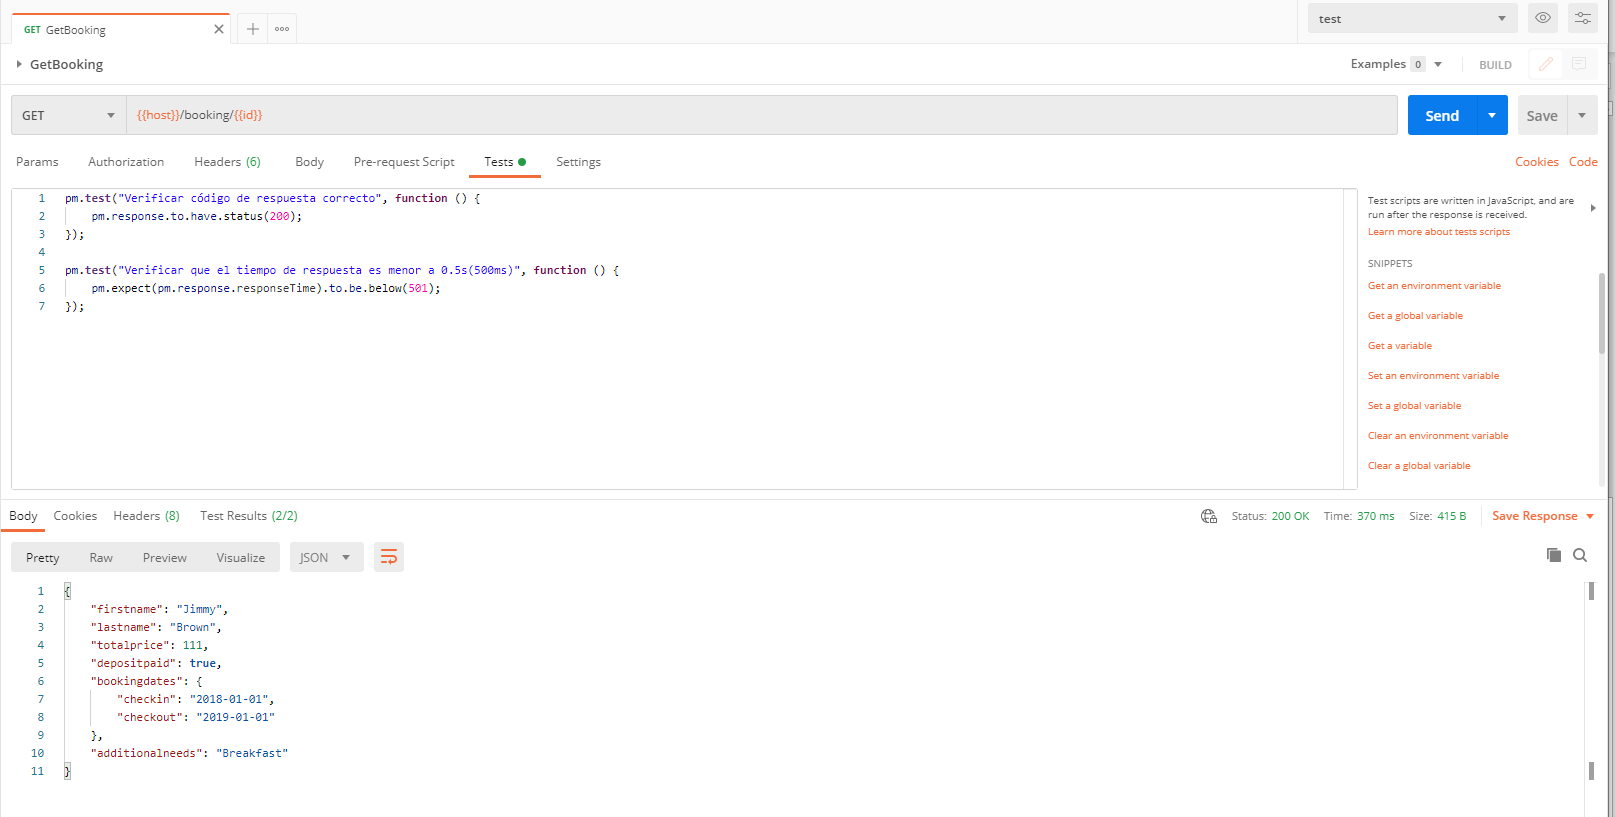 GET GetBooking
test
GetBooking
Examples 0
BUILD
GET
{{host}}/booking/{{id}}
Send
Save
Params Authorization Headers (6) Body Pre-request Script Tests Settings
Cookies Code
1 pm.test("Verificar código de respuesta correcto", function () {
2 pm.response.to.have.status(200);
3 });
4
5 pm.test("Verificar que el tiempo de respuesta es menor a 0.5s(500ms)", function () {
6 pm.expect(pm.response.responseTime).to.be.below(501);
7 });
Test scripts are written in JavaScript, and are
run after the response is received.
Learn more about tests scripts
SNIPPETS
Get an environment variable
Get a global variable
Get a variable
Set an environment variable
Set a global variable
Clear an environment variable
Clear a global variable
Body Cookies Headers (8) Test Results (2/2)
Status: 200 OK Time: 370 ms Size: 415 B Save Response
Pretty Raw Preview Visualize JSON
1 {
2 "firstname": "Jimmy",
3 "lastname": "Brown",
4 "totalprice": 111,
5 "depositpaid": true,
6 "bookingdates": {
7 "checkin": "2018-01-01",
8 "checkout": "2019-01-01"
9 },
10 "additionalneeds": "Breakfast"
11 }